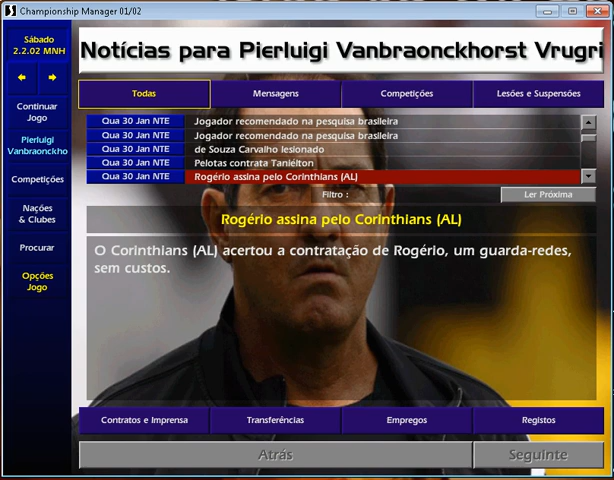 Championship Manager 01/02
Sábado
2.2.02 MNH
Notícias para Pierluigi Vanbraonckhorst Vrugri
Todas
Mensagens
Competições
Lesões e Suspensões
Continuar
Jogo
Pierluigi
Vanbraonckho
Competições
Nações
& Clubes
Procurar
Opções
Jogo
Qua 30 Jan NTE Jogador recomendado na pesquisa brasileira
Qua 30 Jan NTE Jogador recomendado na pesquisa brasileira
Qua 30 Jan NTE de Souza Carvalho lesionado
Qua 30 Jan NTE Pelotas contrata Taniélton
Qua 30 Jan NTE Rogério assina pelo Corinthians (AL)
Filtro :
Ler Próxima
Rogério assina pelo Corinthians (AL)
O Corinthians (AL) acertou a contratação de Rogério, um guarda-redes,
sem custos.
Contratos e Imprensa
Transferências
Empregos
Registos
Atrás
Seguinte